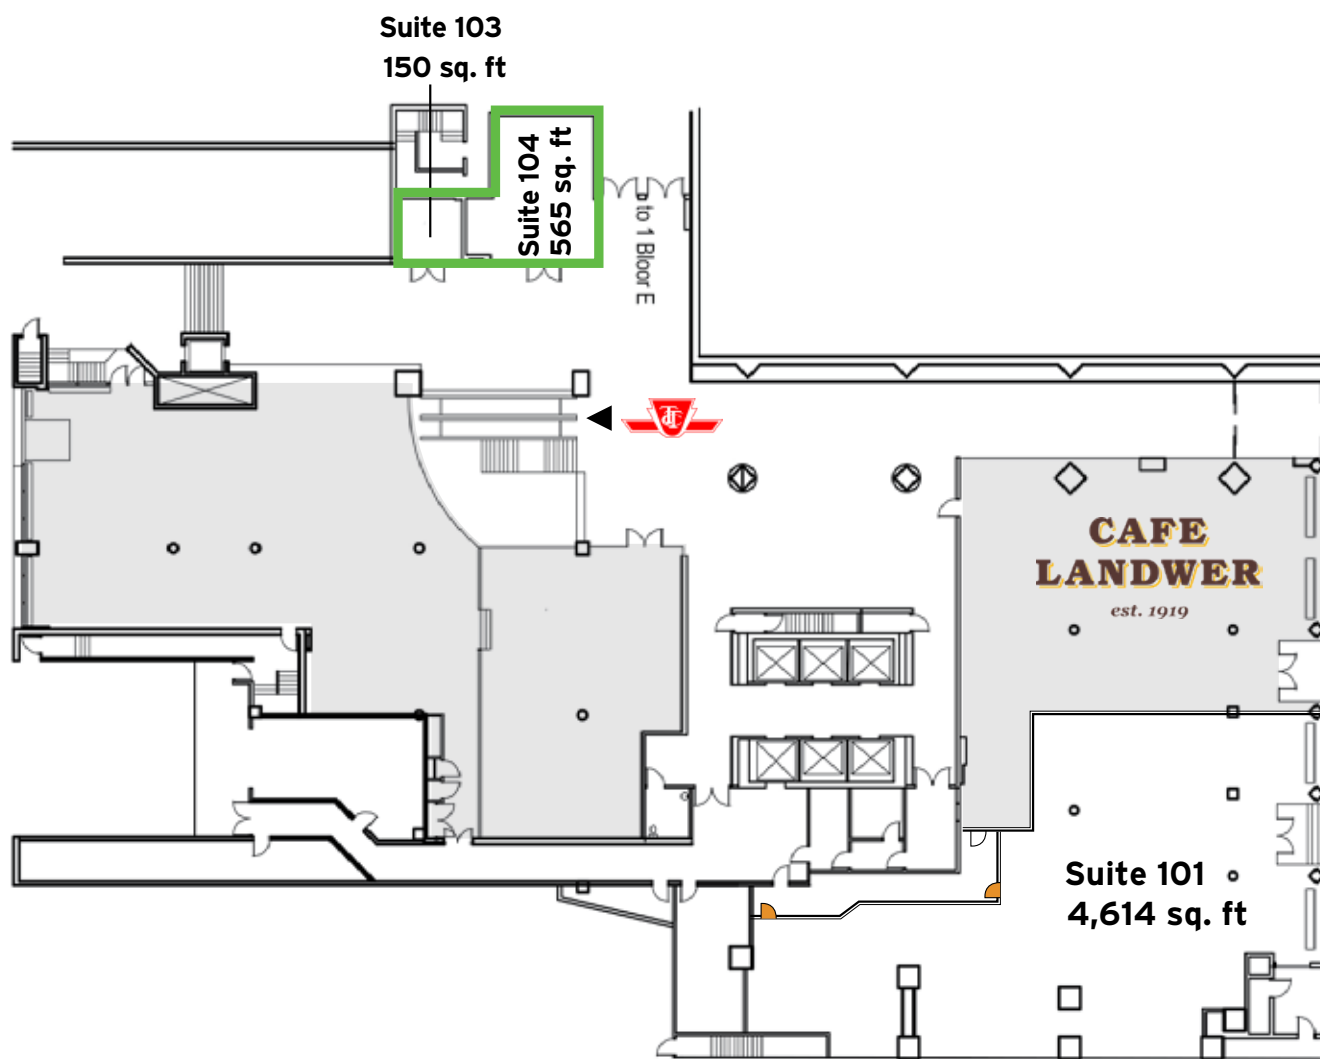 Suite 103
150 sq. ft
Suite 104
565 sq. ft
to 1 Bloor E
TTC
CAFE
LANDWER
est. 1919
Suite 101
4,614 sq. ft